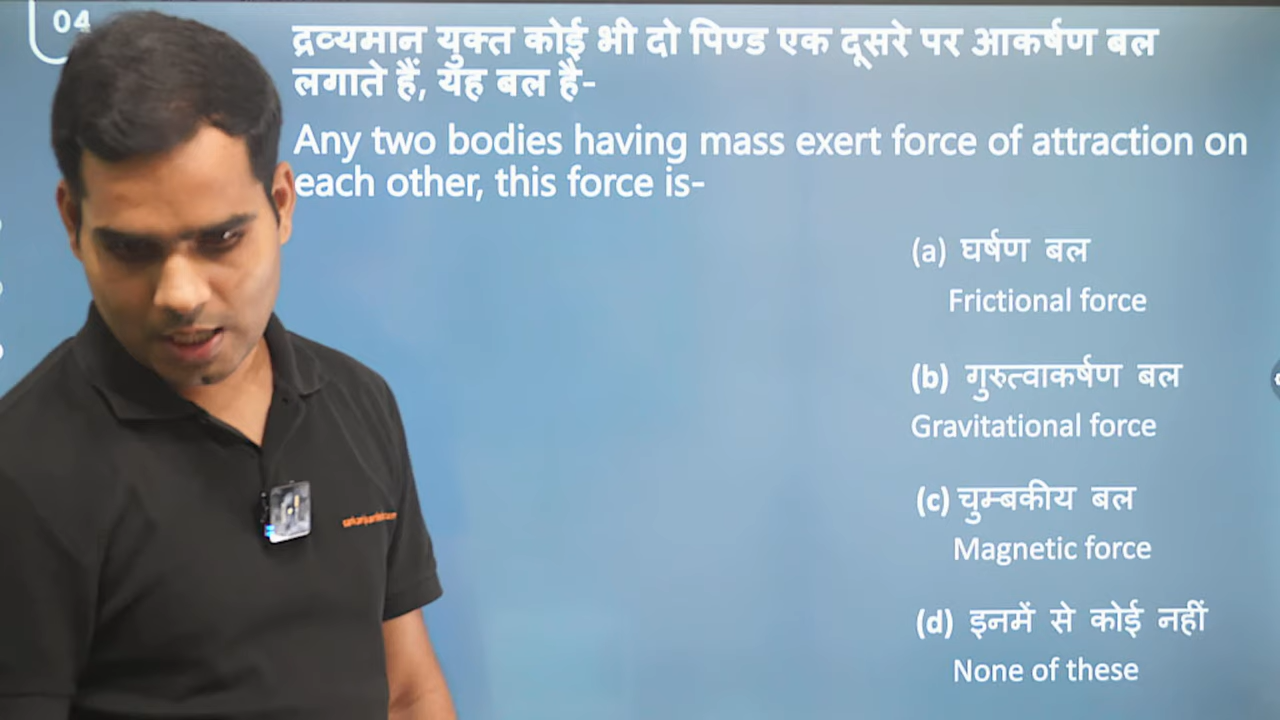 04
द्रव्यमान युक्त कोई भी दो पिण्ड एक दूसरे पर आकर्षण बल
लगाते हैं, यह बल है-
Any two bodies having mass exert force of attraction on
each other, this force is-
(a) घर्षण बल
Frictional force
(b) गुरुत्वाकर्षण बल
Gravitational force
(c) चुम्बकीय बल
Magnetic force
(d) इनमें से कोई नहीं
None of these